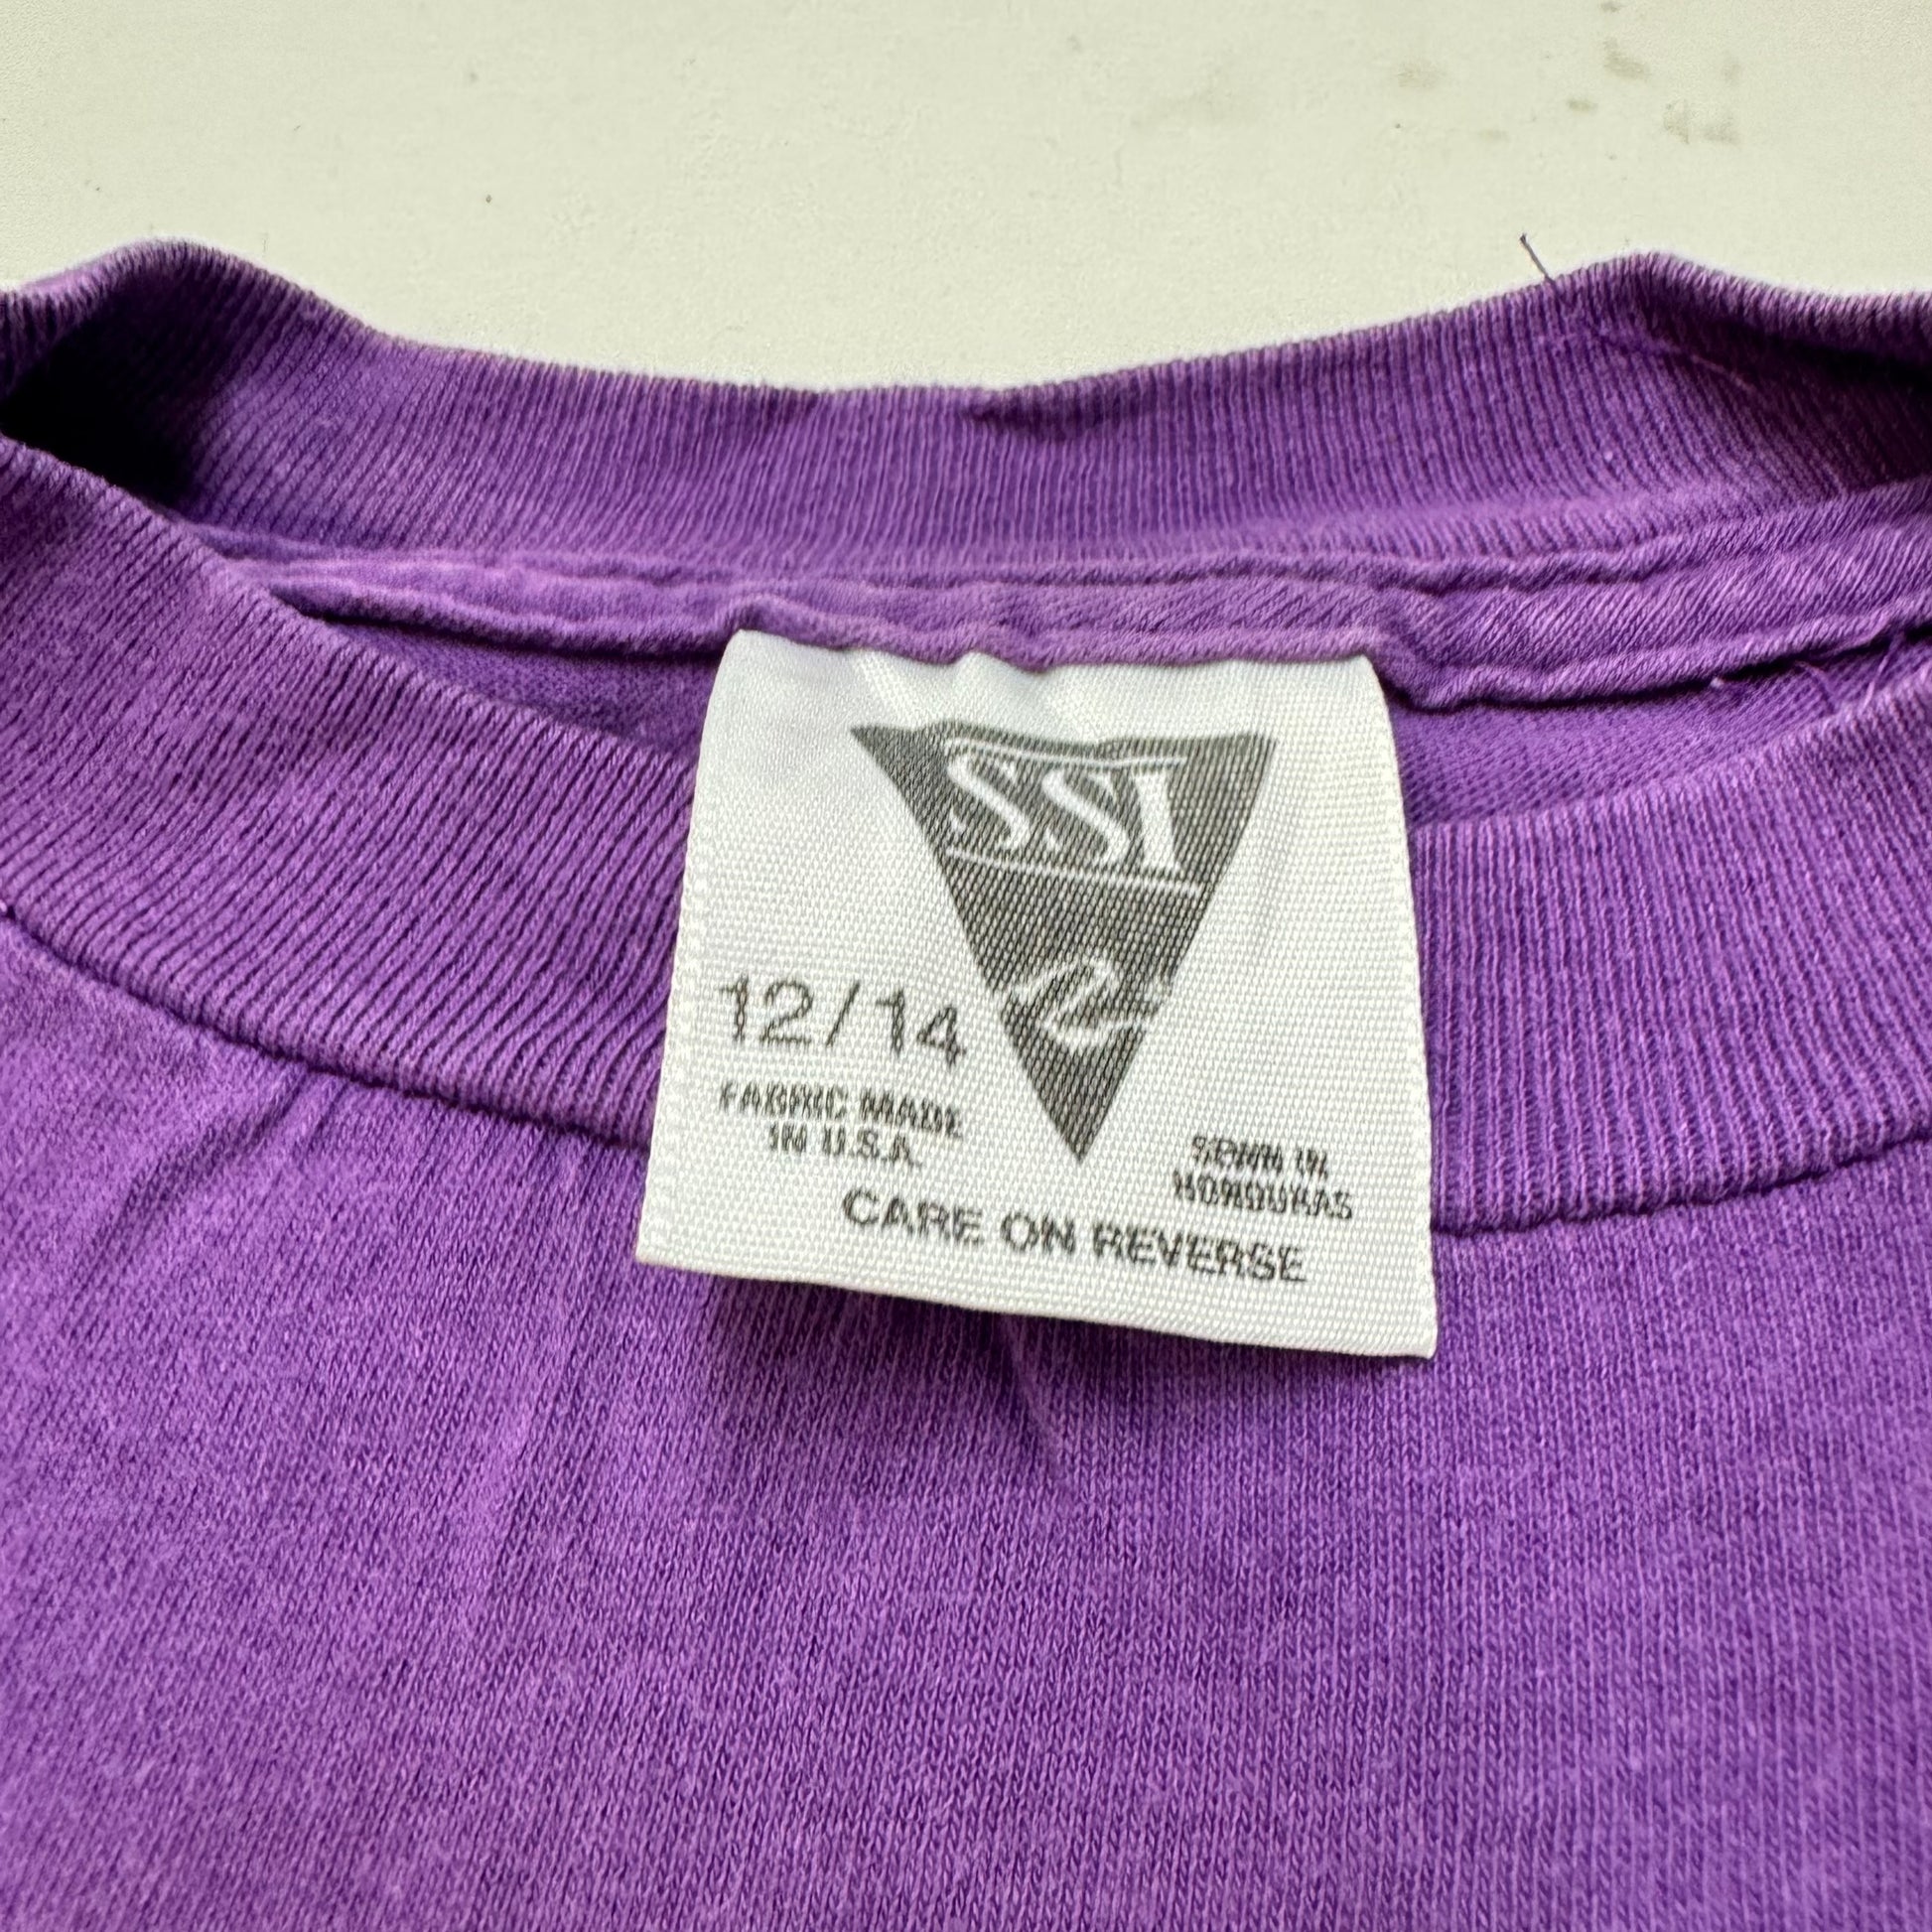 SSI
12/14
FABRIC MADE
IN U.S.A.
SEWN IN
HONDURAS
CARE ON REVERSE